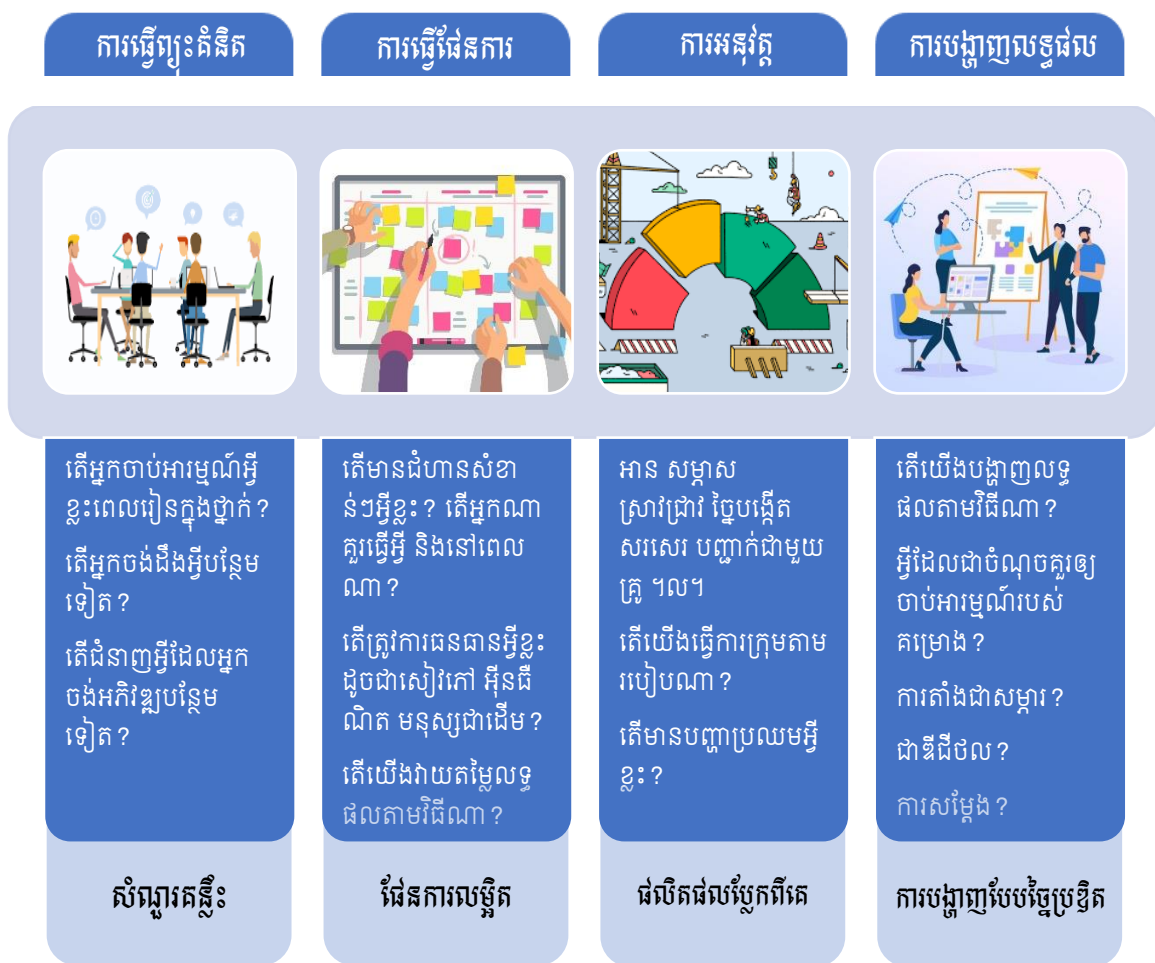 ការធ្វើព្យុះគំនិត
ការធ្វើផែនការ
ការអនុវត្ត
ការបង្ហាញលទ្ធផល
តើអ្នកចាប់អារម្មណ៍អ្វី
ខ្លះពេលរៀនក្នុងថ្នាក់?
តើអ្នកចង់ដឹងអ្វីបន្ថែម
ទៀត?
តើជំនាញអ្វីដែលអ្នក
ចង់អភិវឌ្ឍបន្ថែម
ទៀត?
តើមានជំហានសំខា
ន់ៗអ្វីខ្លះ? តើអ្នកណា
គួរធ្វើអ្វី និងនៅពេល
ណា?
តើត្រូវការធនធានអ្វីខ្លះ
ដូចជាសៀវភៅ អ៊ីនធឺ
ណិត មនុស្សជាដើម?
តើយើងវាយតម្លៃលទ្ធ
ផលតាមវិធីណា?
អាន សម្ភាស
ស្រាវជ្រាវ ច្នៃបង្កើត
សរសេរ បញ្ជាក់ជាមួយ
គ្រូ ។ល។
តើយើងធ្វើការក្រុមតាម
របៀបណា?
តើមានបញ្ហាប្រឈមអ្វី
ខ្លះ?
តើយើងបង្ហាញលទ្ធ
ផលតាមវិធីណា?
អ្វីដែលជាចំណុចគួរឲ្យ
ចាប់អារម្មណ៍របស់
គម្រោង?
ការតាំងជាសម្ភារ?
ជាឌីជីថល?
ការសម្តែង?
សំណួរគន្លឹះ
ផែនការលម្អិត
ផលិតផលប្លែកពីគេ
ការបង្ហាញបែបច្នៃប្រឌិត